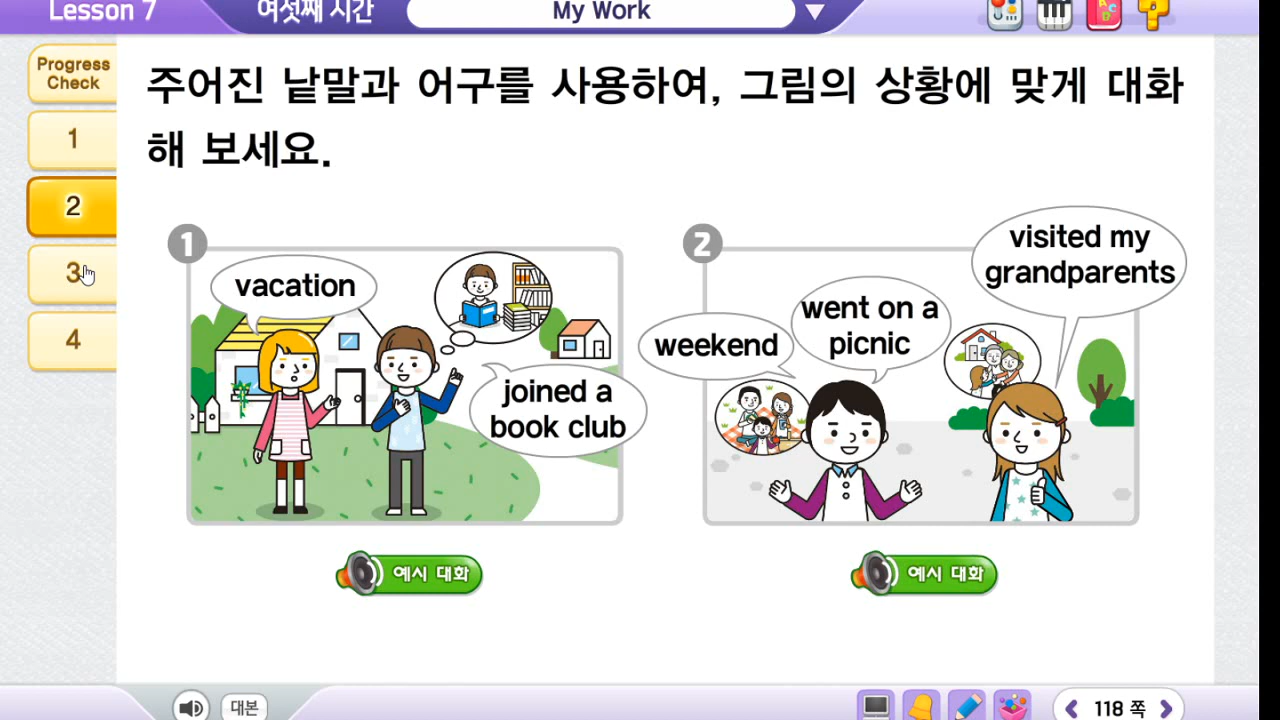 Lesson 7
여섯째 시간
My Work
Progress
Check
1
2
3
4
주어진 낱말과 어구를 사용하여, 그림의 상황에 맞게 대화
해 보세요.
1
vacation
joined a
book club
예시 대화
2
weekend
went on a
picnic
visited my
grandparents
예시 대화
대본
118 쪽